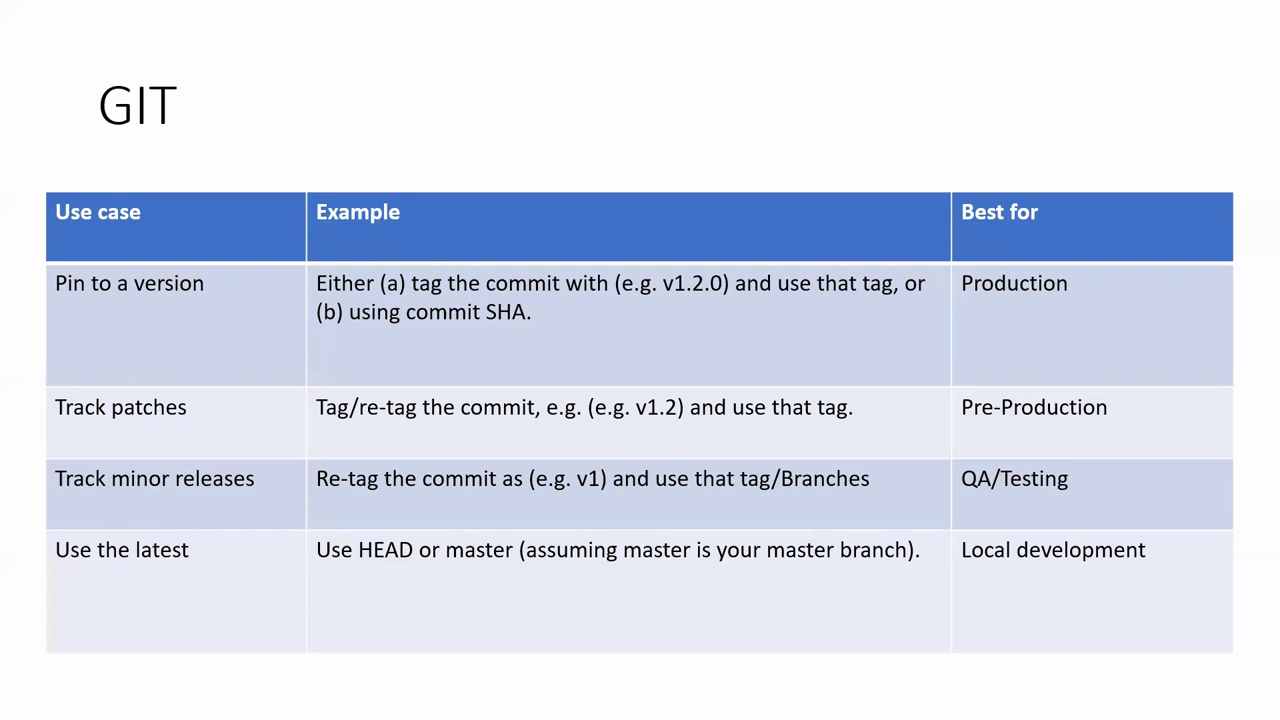 GIT
Use case
Example
Best for
Pin to a version
Either (a) tag the commit with (e.g. v1.2.0) and use that tag, or
(b) using commit SHA.
Production
Track patches
Tag/re-tag the commit, e.g. (e.g. v1.2) and use that tag.
Pre-Production
Track minor releases
Re-tag the commit as (e.g. v1) and use that tag/Branches
QA/Testing
Use the latest
Use HEAD or master (assuming master is your master branch).
Local development